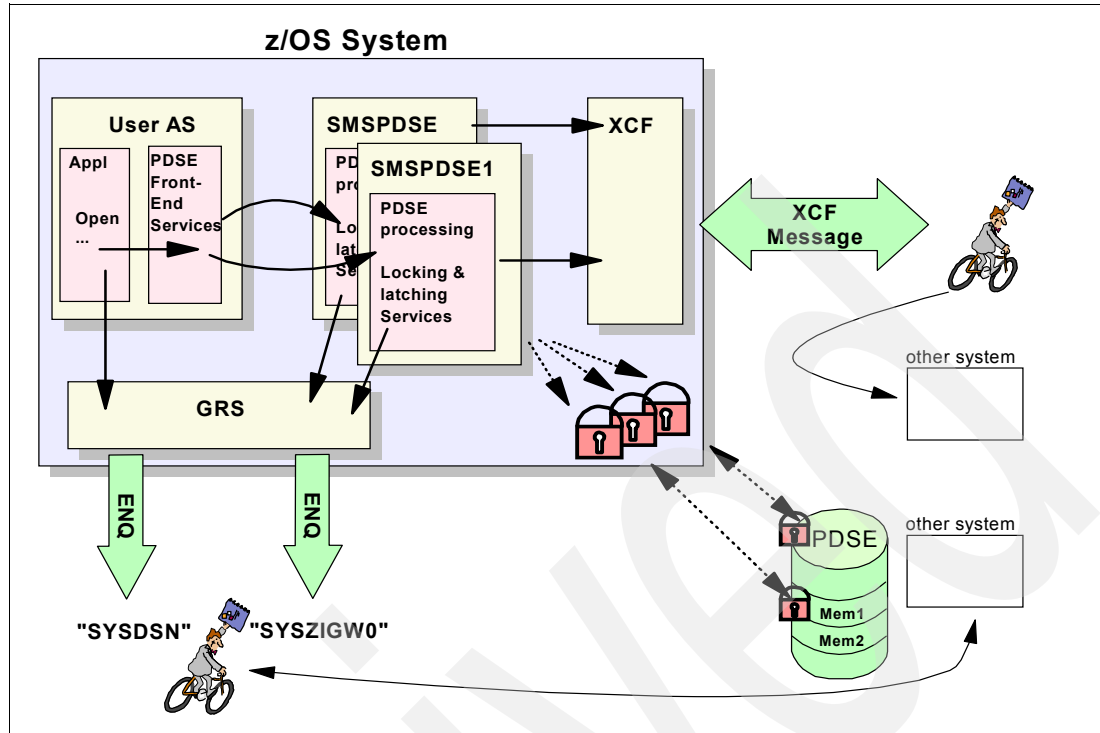 z/OS System
User AS
Appl
Open
...
PDSE
Front-
End
Services
SMSPDSE
SMSPDSE1
PDSE
processing
Locking &
latching
Services
XCF
XCF
Message
GRS
ENQ
ENQ
"SYSDSN"
"SYSZIGW0"
other system
other system
PDSE
Mem1
Mem2